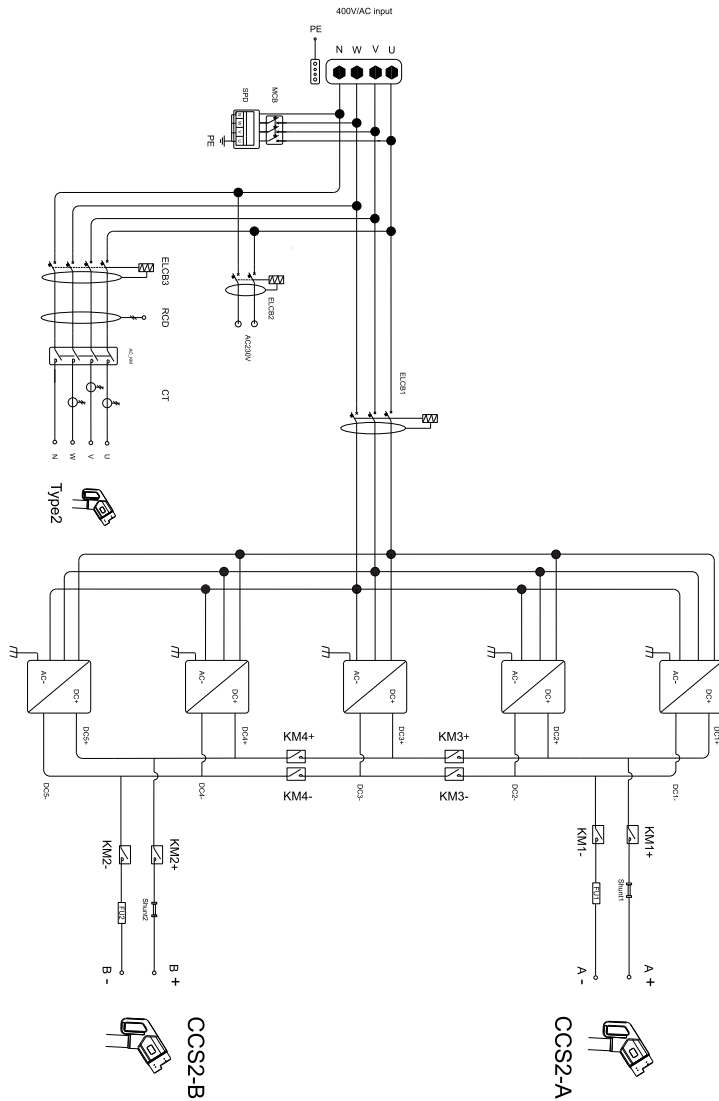 400V/AC input
PE
N W V U
MCB
SPD
N
W
V
U
PE
ELCB3
RCD
AC_KM
CT
N
W
V
U
Type2
ELCB2
AC230V
ELCB1
AC-
DC+
AC-
DC+
AC-
DC+
AC-
DC+
AC-
DC+
DC5+
DC4+
DC3+
DC2+
DC1+
KM4+
KM3+
KM4-
KM3-
DC5-
DC4-
DC3-
DC2-
DC1-
KM2-
KM2+
KM1-
KM1+
FU2
Shunt2
FU1
Shunt1
B -
B +
A -
A +
CCS2-B
CCS2-A